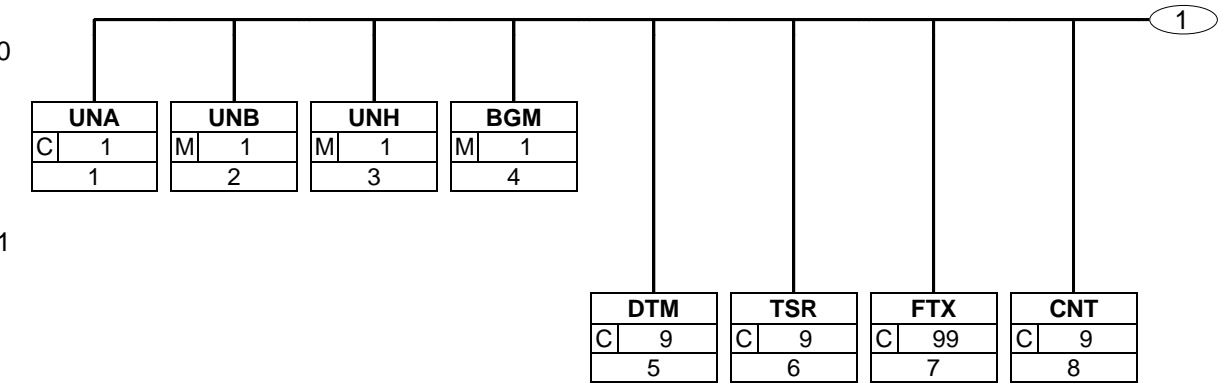 1
0
UNA UNB UNH BGM
C 1 M 1 M 1 M 1
1 2 3 4
1
DTM TSR FTX CNT
C 9 C 9 C 99 C 9
5 6 7 8